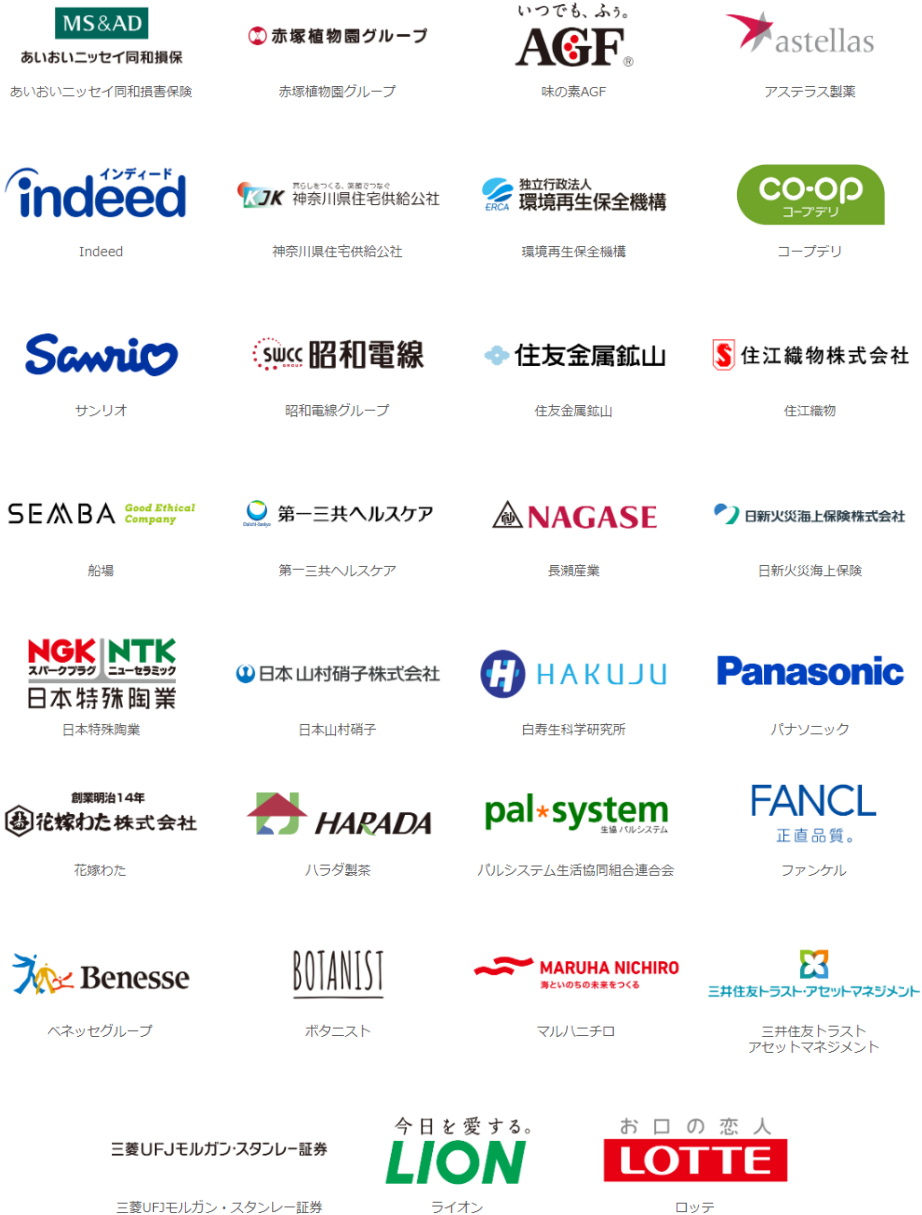 MS&AD
あいおいニッセイ同和損保
あいおいニッセイ同和損害保険
赤塚植物園グループ
赤塚植物園グループ
いつでも、ふぅ。
AGF®
味の素AGF
astellas
アステラス製薬
インディード
indeed
Indeed
KJK
暮らしをつくる、笑顔でつなぐ
神奈川県住宅供給公社
神奈川県住宅供給公社
ERCA
独立行政法人
環境再生保全機構
環境再生保全機構
CO·OP
コープデリ
コープデリ
Sanrio
サンリオ
SWCC
GROUP
昭和電線
昭和電線グループ
住友金属鉱山
住友金属鉱山
S
住江織物株式会社
住江織物
SEMBA
Good Ethical
Company
船場
Daiichi-Sankyo
第一三共ヘルスケア
第一三共ヘルスケア
NAGASE
長瀬産業
日新火災海上保険株式会社
日新火災海上保険
NGK NTK
スパークプラグ ニューセラミック
日本特殊陶業
日本特殊陶業
日本山村硝子株式会社
日本山村硝子
H HAKUJU
白寿生科学研究所
Panasonic
パナソニック
創業明治14年
花嫁わた株式会社
花嫁わた
HARADA
ハラダ製茶
pal*system
生協 パルシステム
パルシステム生活協同組合連合会
FANCL
正直品質。
ファンケル
Benesse
ベネッセグループ
BOTANIST
ボタニスト
MARUHA NICHIRO
海といのちの未来をつくる
マルハニチロ
三井住友トラスト・アセットマネジメント
三井住友トラスト
アセットマネジメント
三菱UFJモルガン・スタンレー証券
三菱UFJモルガン・スタンレー証券
今日を愛する。
LION
ライオン
お口の恋人
LOTTE
ロッテ